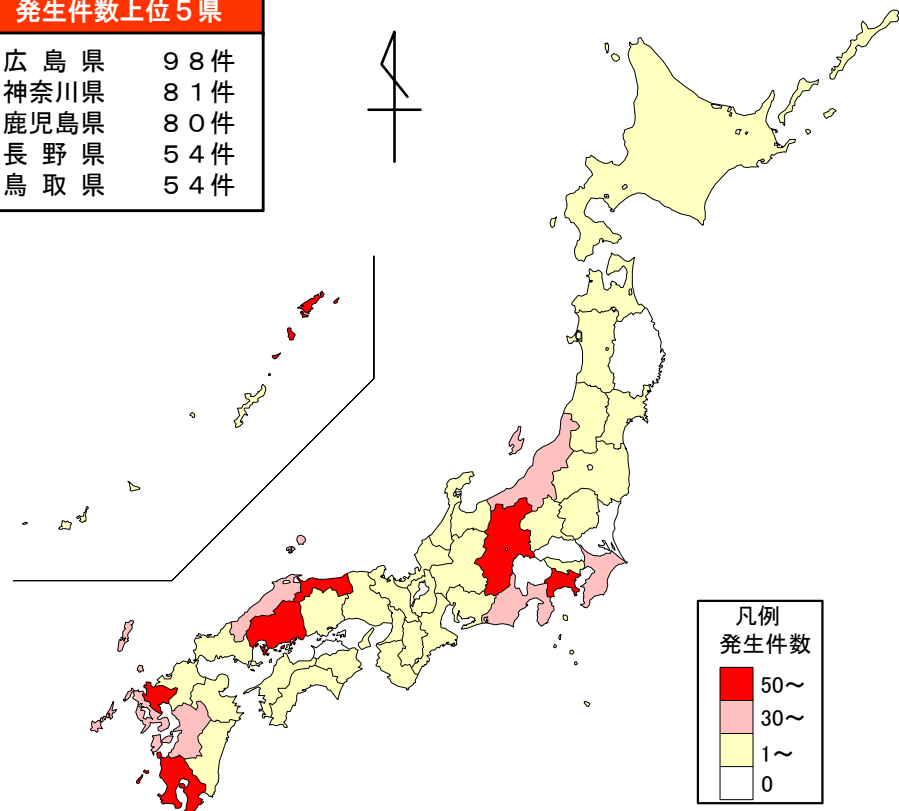 発生件数上位５県
広島県 ９８件
神奈川県 ８１件
鹿児島県 ８０件
長野県 ５４件
鳥取県 ５４件
凡例
発生件数
50～
30～
1～
0